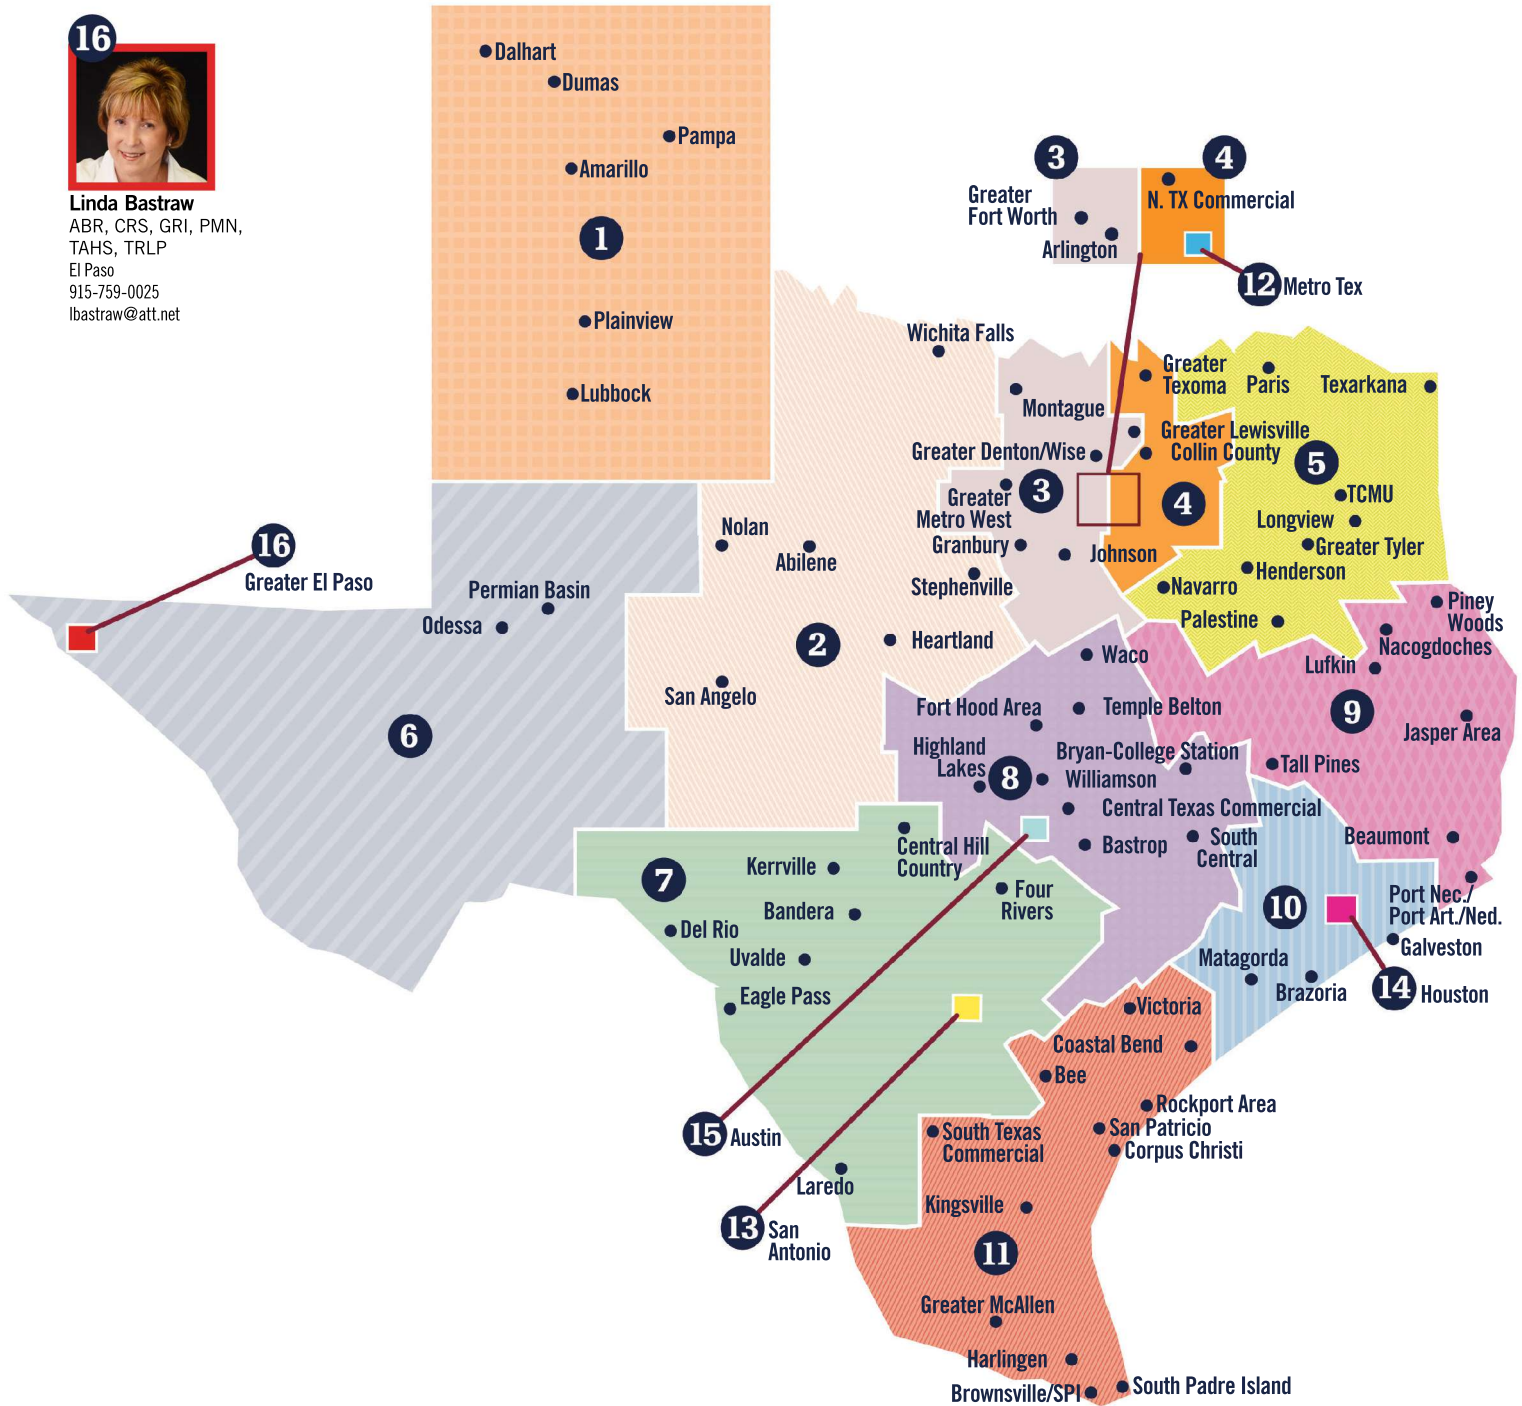 16
Linda Bastraw
ABR, CRS, GRI, PMN,
TAHS, TRLP
El Paso
915-759-0025
lbastraw@att.net
Dalhart
Dumas
Pampa
Amarillo
1
Plainview
Lubbock
3
4
Greater
Fort Worth
Arlington
N. TX Commercial
12 Metro Tex
Wichita Falls
Montague
Greater
Texoma
Paris
Texarkana
Greater Lewisville
Collin County
Greater Denton/Wise
5
3
4
Greater
Metro West
TCMU
Longview
Greater Tyler
Henderson
Nolan
Abilene
Granbury
Johnson
Stephenville
Navarro
Palestine
16
Greater El Paso
Permian Basin
Odessa
2
Heartland
San Angelo
6
Piney
Woods
Nacogdoches
Lufkin
9
Jasper Area
Tall Pines
Beaumont
Port Nec./
Port Art./Ned.
Waco
Fort Hood Area
Temple Belton
Highland
Lakes
8
Bryan-College Station
Williamson
Central Texas Commercial
Bastrop
South
Central
7
Central Hill
Country
Kerrville
Four
Rivers
Bandera
Del Rio
Uvalde
Eagle Pass
10
Galveston
Matagorda
Brazoria
14 Houston
Victoria
Coastal Bend
Bee
Rockport Area
San Patricio
Corpus Christi
15 Austin
South Texas
Commercial
Laredo
13 San
Antonio
Kingsville
11
Greater McAllen
Harlingen
Brownsville/SPI
South Padre Island